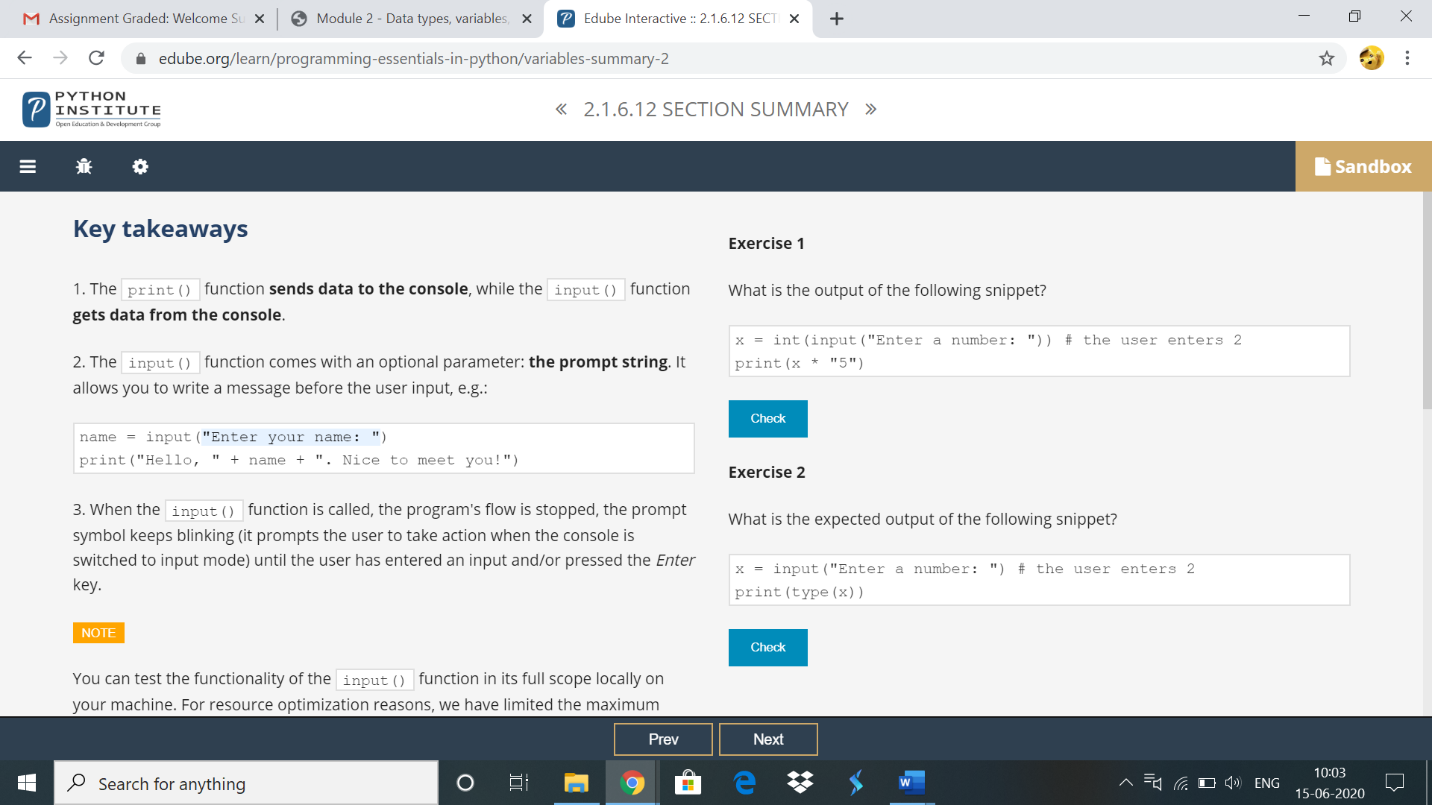 Assignment Graded: Welcome Su
Module 2 - Data types, variables,
Edube Interactive :: 2.1.6.12 SECTI
edube.org/learn/programming-essentials-in-python/variables-summary-2
PYTHON
INSTITUTE
Open Education & Development Group
« 2.1.6.12 SECTION SUMMARY »
Sandbox
Key takeaways
1. The print() function sends data to the console, while the input() function
gets data from the console.
2. The input() function comes with an optional parameter: the prompt string. It
allows you to write a message before the user input, e.g.:
name = input("Enter your name: ")
print("Hello, " + name + ". Nice to meet you!")
3. When the input() function is called, the program's flow is stopped, the prompt
symbol keeps blinking (it prompts the user to take action when the console is
switched to input mode) until the user has entered an input and/or pressed the Enter
key.
NOTE
You can test the functionality of the input() function in its full scope locally on
your machine. For resource optimization reasons, we have limited the maximum
Exercise 1
What is the output of the following snippet?
x = int(input("Enter a number: ")) # the user enters 2
print(x * "5")
Check
Exercise 2
What is the expected output of the following snippet?
x = input("Enter a number: ") # the user enters 2
print(type(x))
Check
Prev
Next
Search for anything
ENG
10:03
15-06-2020